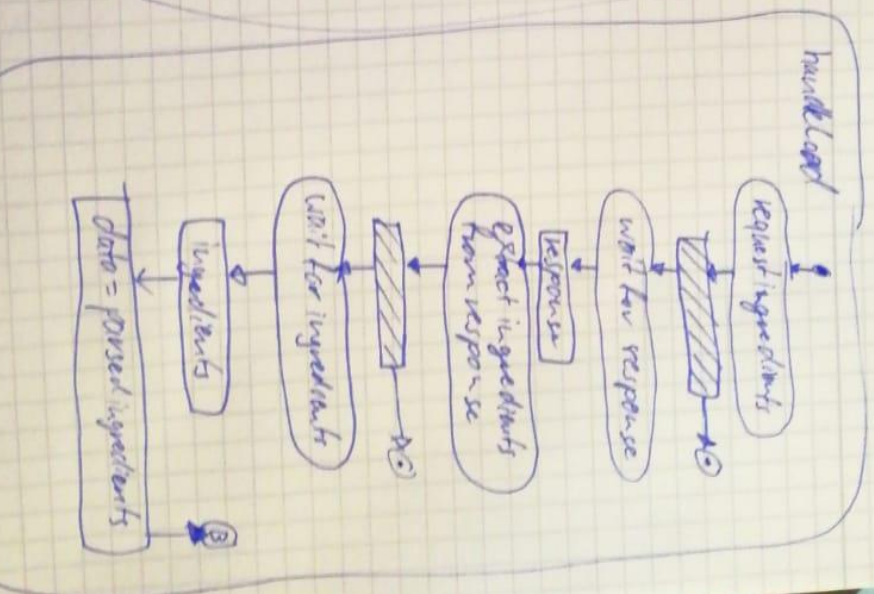 handleLoad
request ingredients
wait for response
response
extract ingredients
from response
wait for ingredients
ingredients
data = parsed ingredients
B